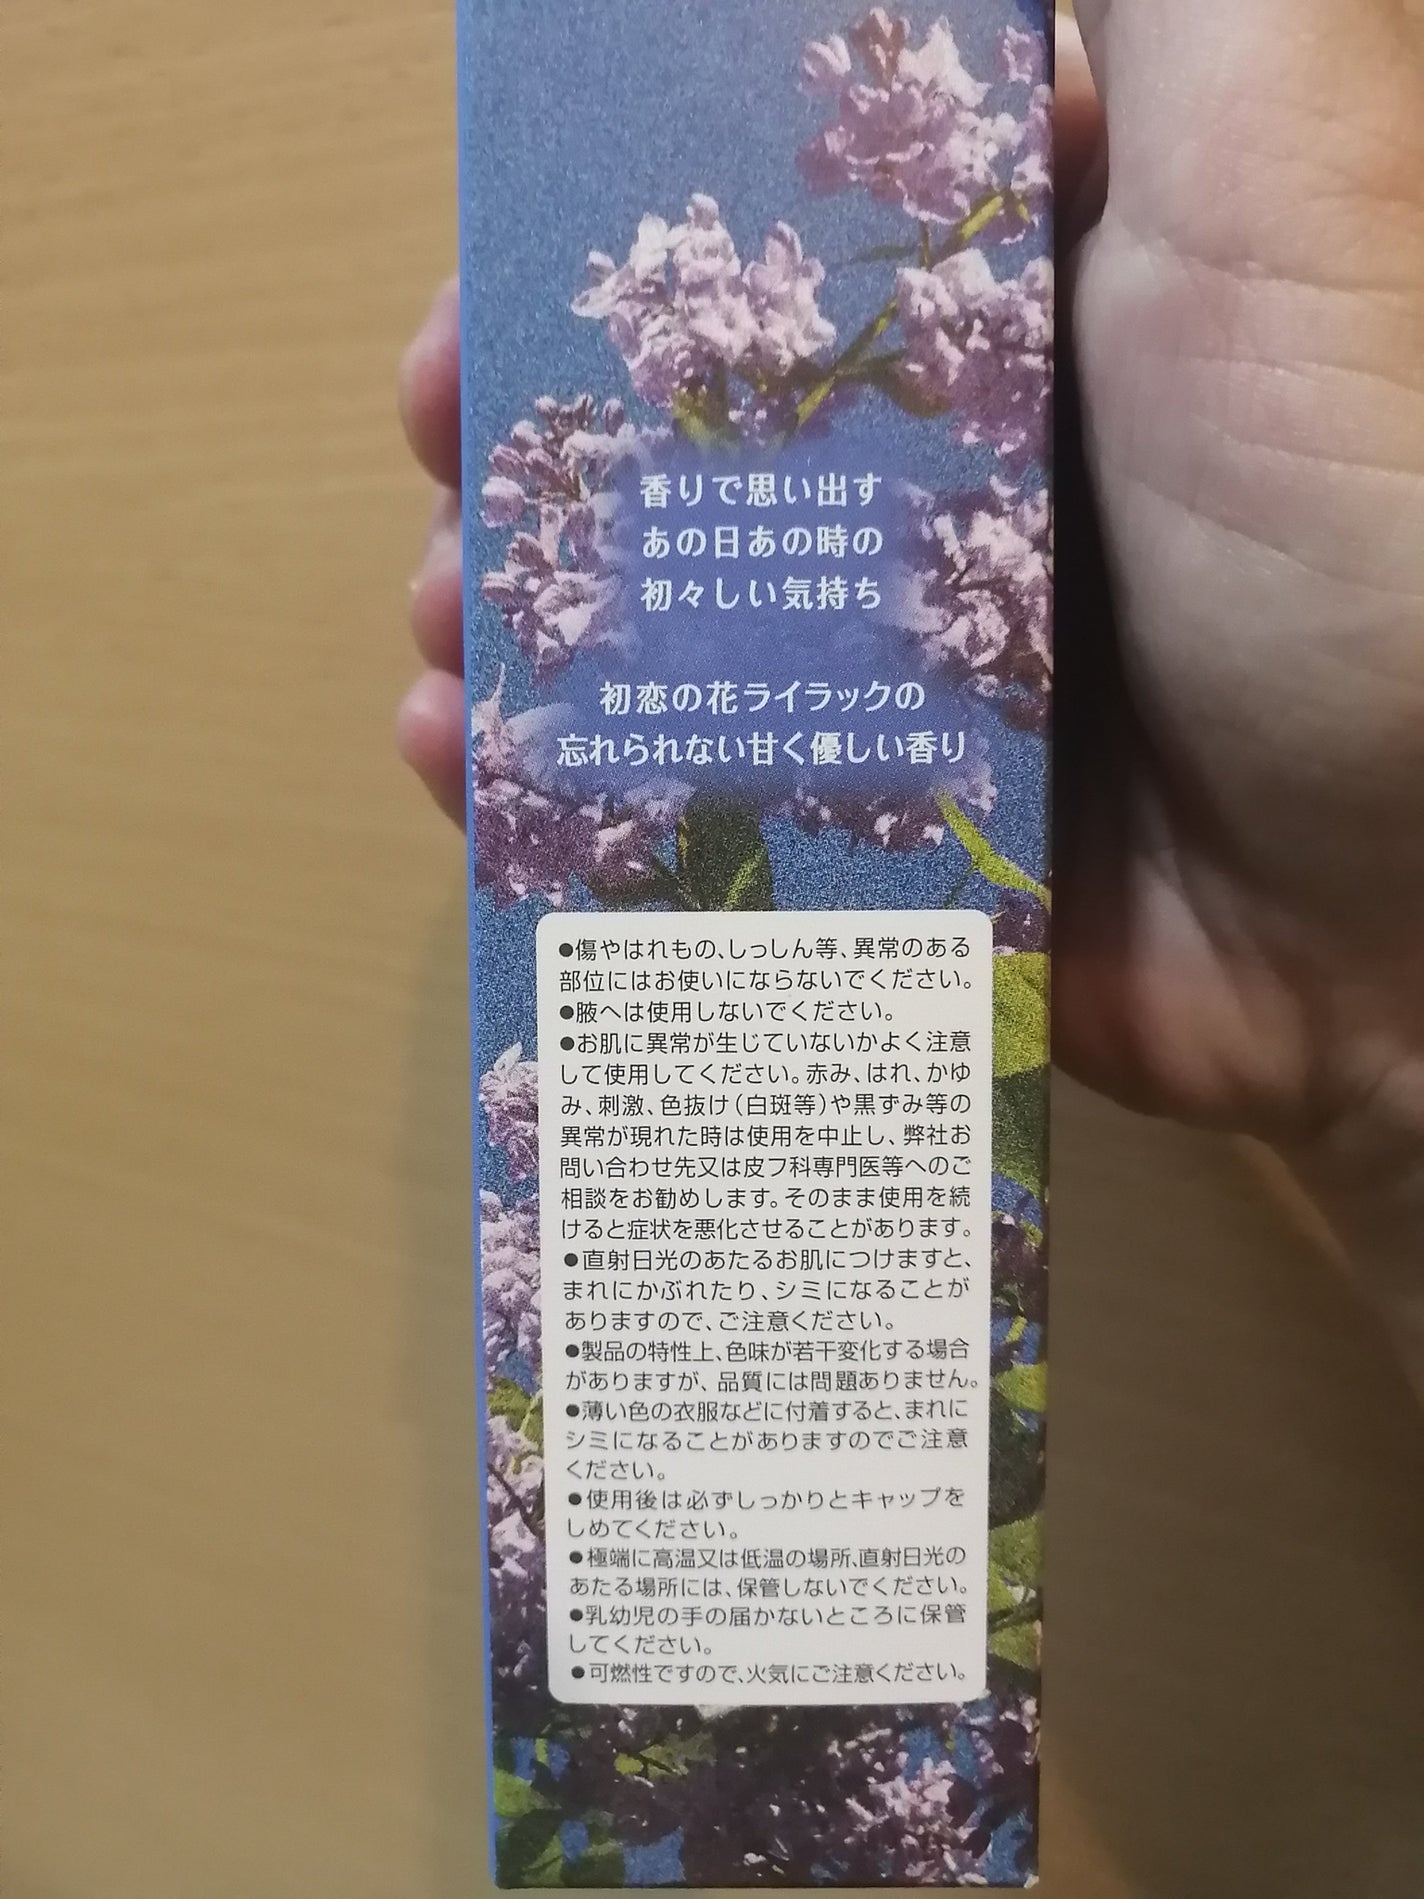 香りで思い出す
あの日あの時の
初々しい気持ち
初恋の花ライラックの
忘れられない甘く優しい香り
●傷やはれもの、しっしん等、異常のある
部位にはお使いにならないでください。
●腋へは使用しないでください。
●お肌に異常が生じていないかよく注意
して使用してください。赤み、はれ、かゆ
み、刺激、色抜け(白斑等)や黒ずみ等の
異常が現れた時は使用を中止し、弊社お
問い合わせ先又は皮フ科専門医等へのご
相談をお勧めします。そのまま使用を続
けると症状を悪化させることがあります。
●直射日光のあたるお肌につけますと、
まれにかぶれたり、シミになることが
ありますので、ご注意ください。
●製品の特性上、色味が若干変化する場合
がありますが、品質には問題ありません。
●薄い色の衣服などに付着すると、まれに
シミになることがありますのでご注意
ください。
●使用後は必ずしっかりとキャップを
しめてください。
●極端に高温又は低温の場所、直射日光の
あたる場所には、保管しないでください。
●乳幼児の手の届かないところに保管
してください。
●可燃性ですので、火気にご注意ください。